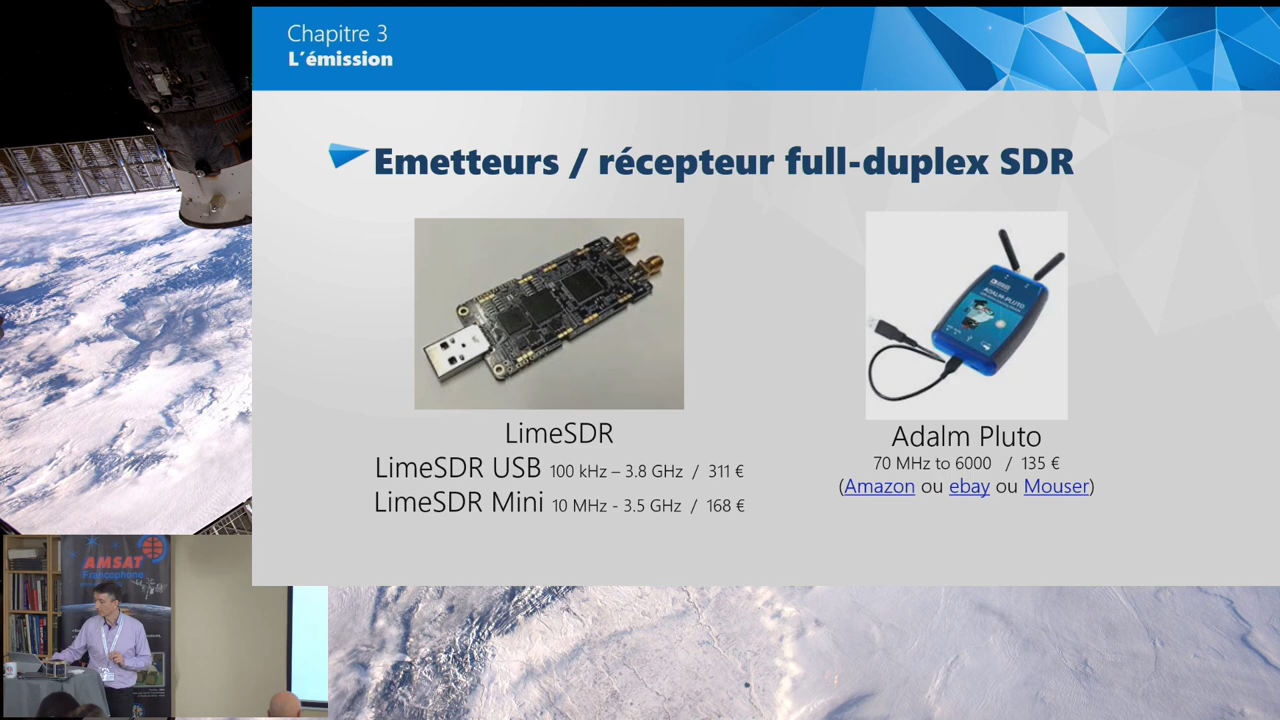 Chapitre 3
L'émission
Emetteurs / récepteur full-duplex SDR
ADALM-PLUTO
LimeSDR
LimeSDR USB 100 kHz – 3.8 GHz / 311 €
LimeSDR Mini 10 MHz - 3.5 GHz / 168 €
Adalm Pluto
70 MHz to 6000 / 135 €
(Amazon ou ebay ou Mouser)
AMSAT
Francophone